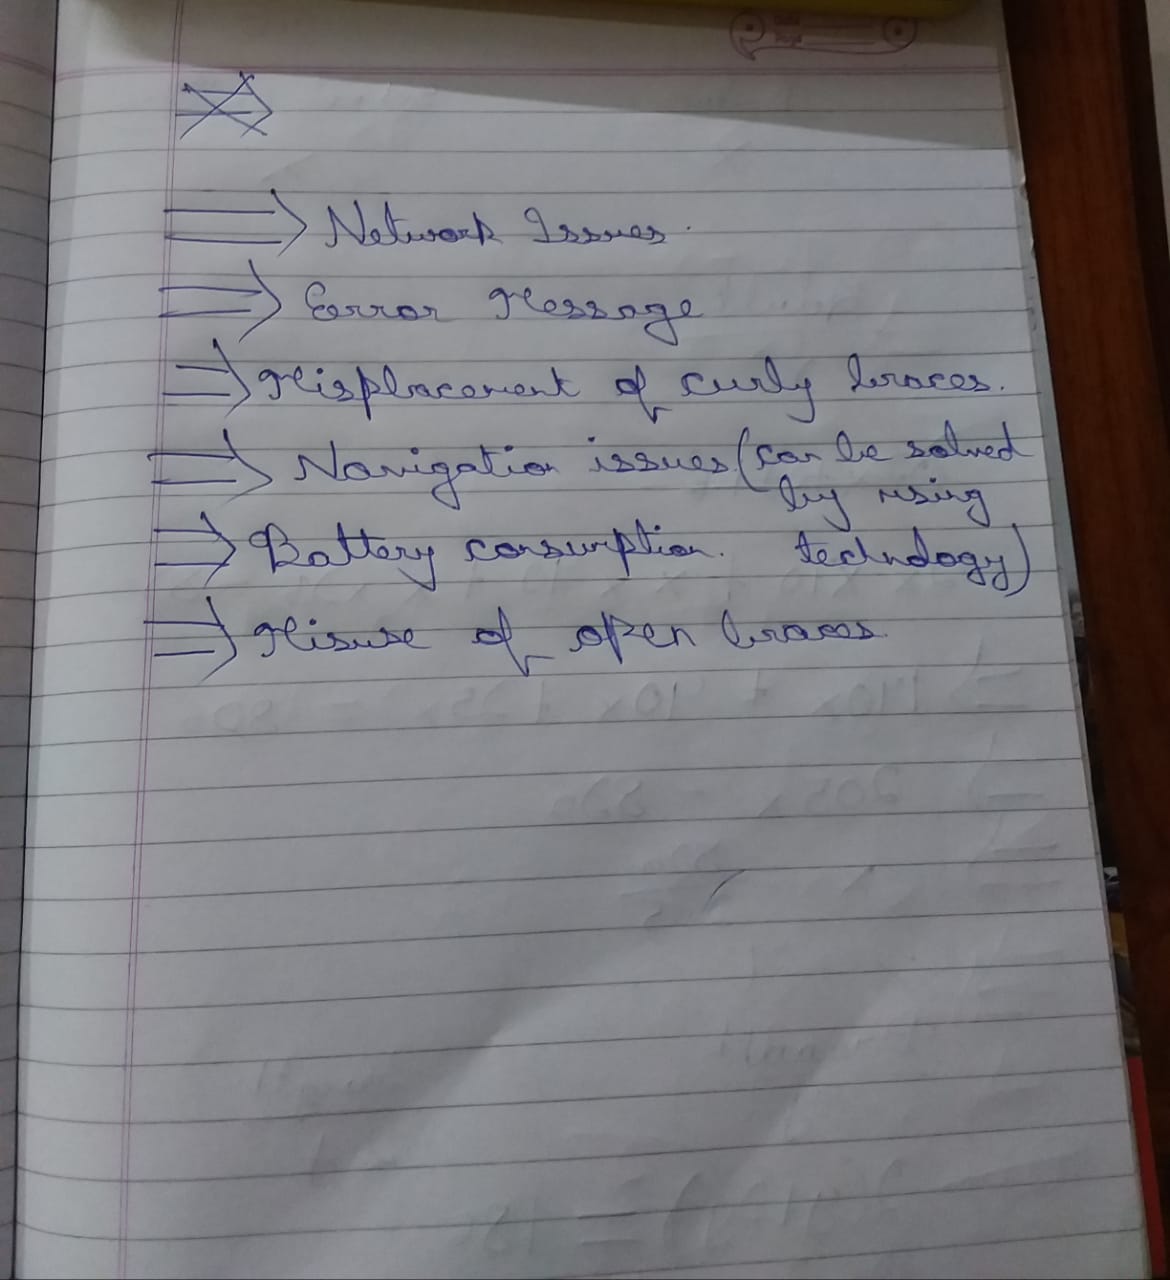 ⇒ Network Issues.
⇒ Error Message
⇒ Misplacement of curly braces.
⇒ Navigation issues (can be solved
by using
⇒ Battery consumption. technology)
⇒ Misuse of open braces.